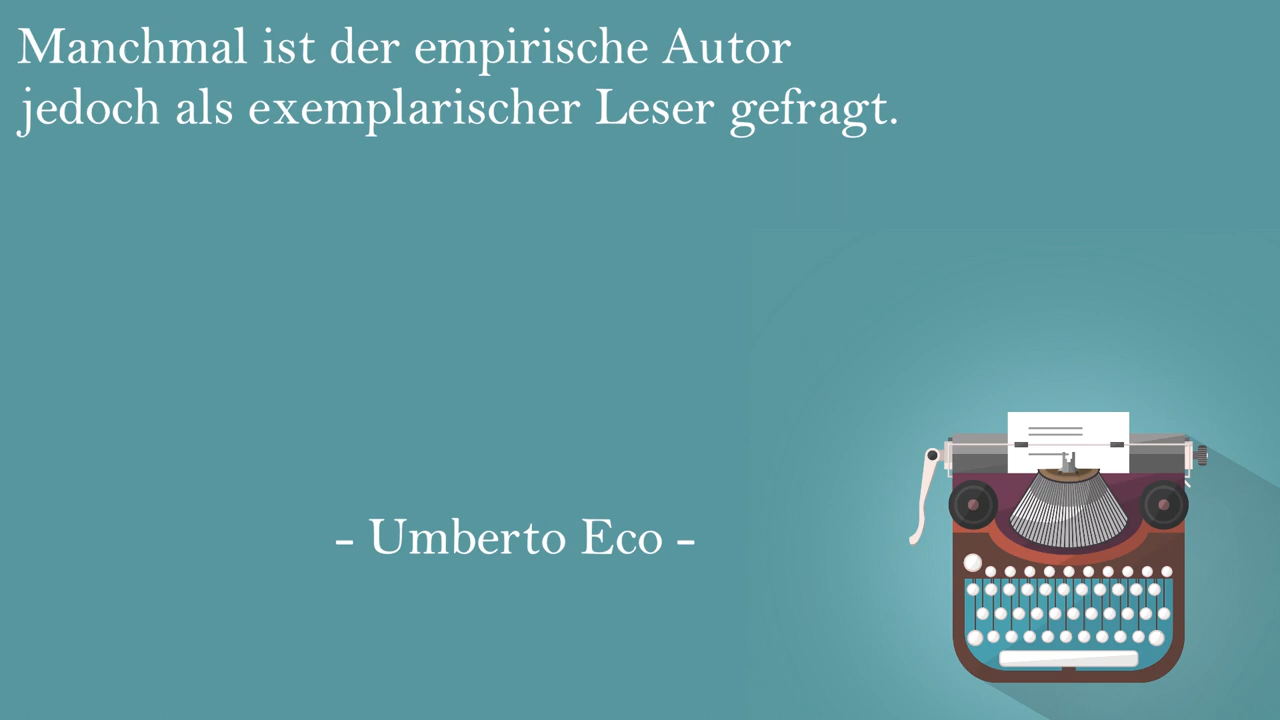 Manchmal ist der empirische Autor
jedoch als exemplarischer Leser gefragt.
- Umberto Eco -